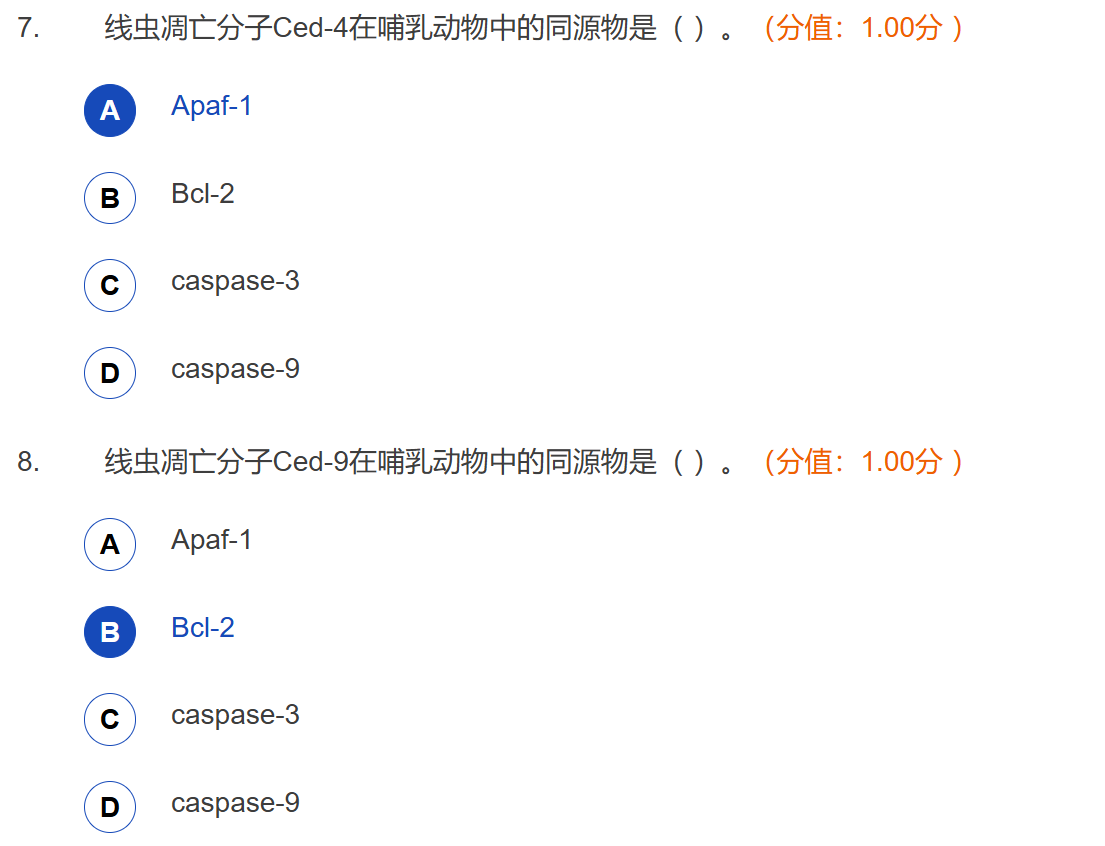 7. 线虫凋亡分子Ced-4在哺乳动物中的同源物是（ ）。（分值：1.00分 ）
A Apaf-1
B Bcl-2
C caspase-3
D caspase-9
8. 线虫凋亡分子Ced-9在哺乳动物中的同源物是（ ）。（分值：1.00分 ）
A Apaf-1
B Bcl-2
C caspase-3
D caspase-9